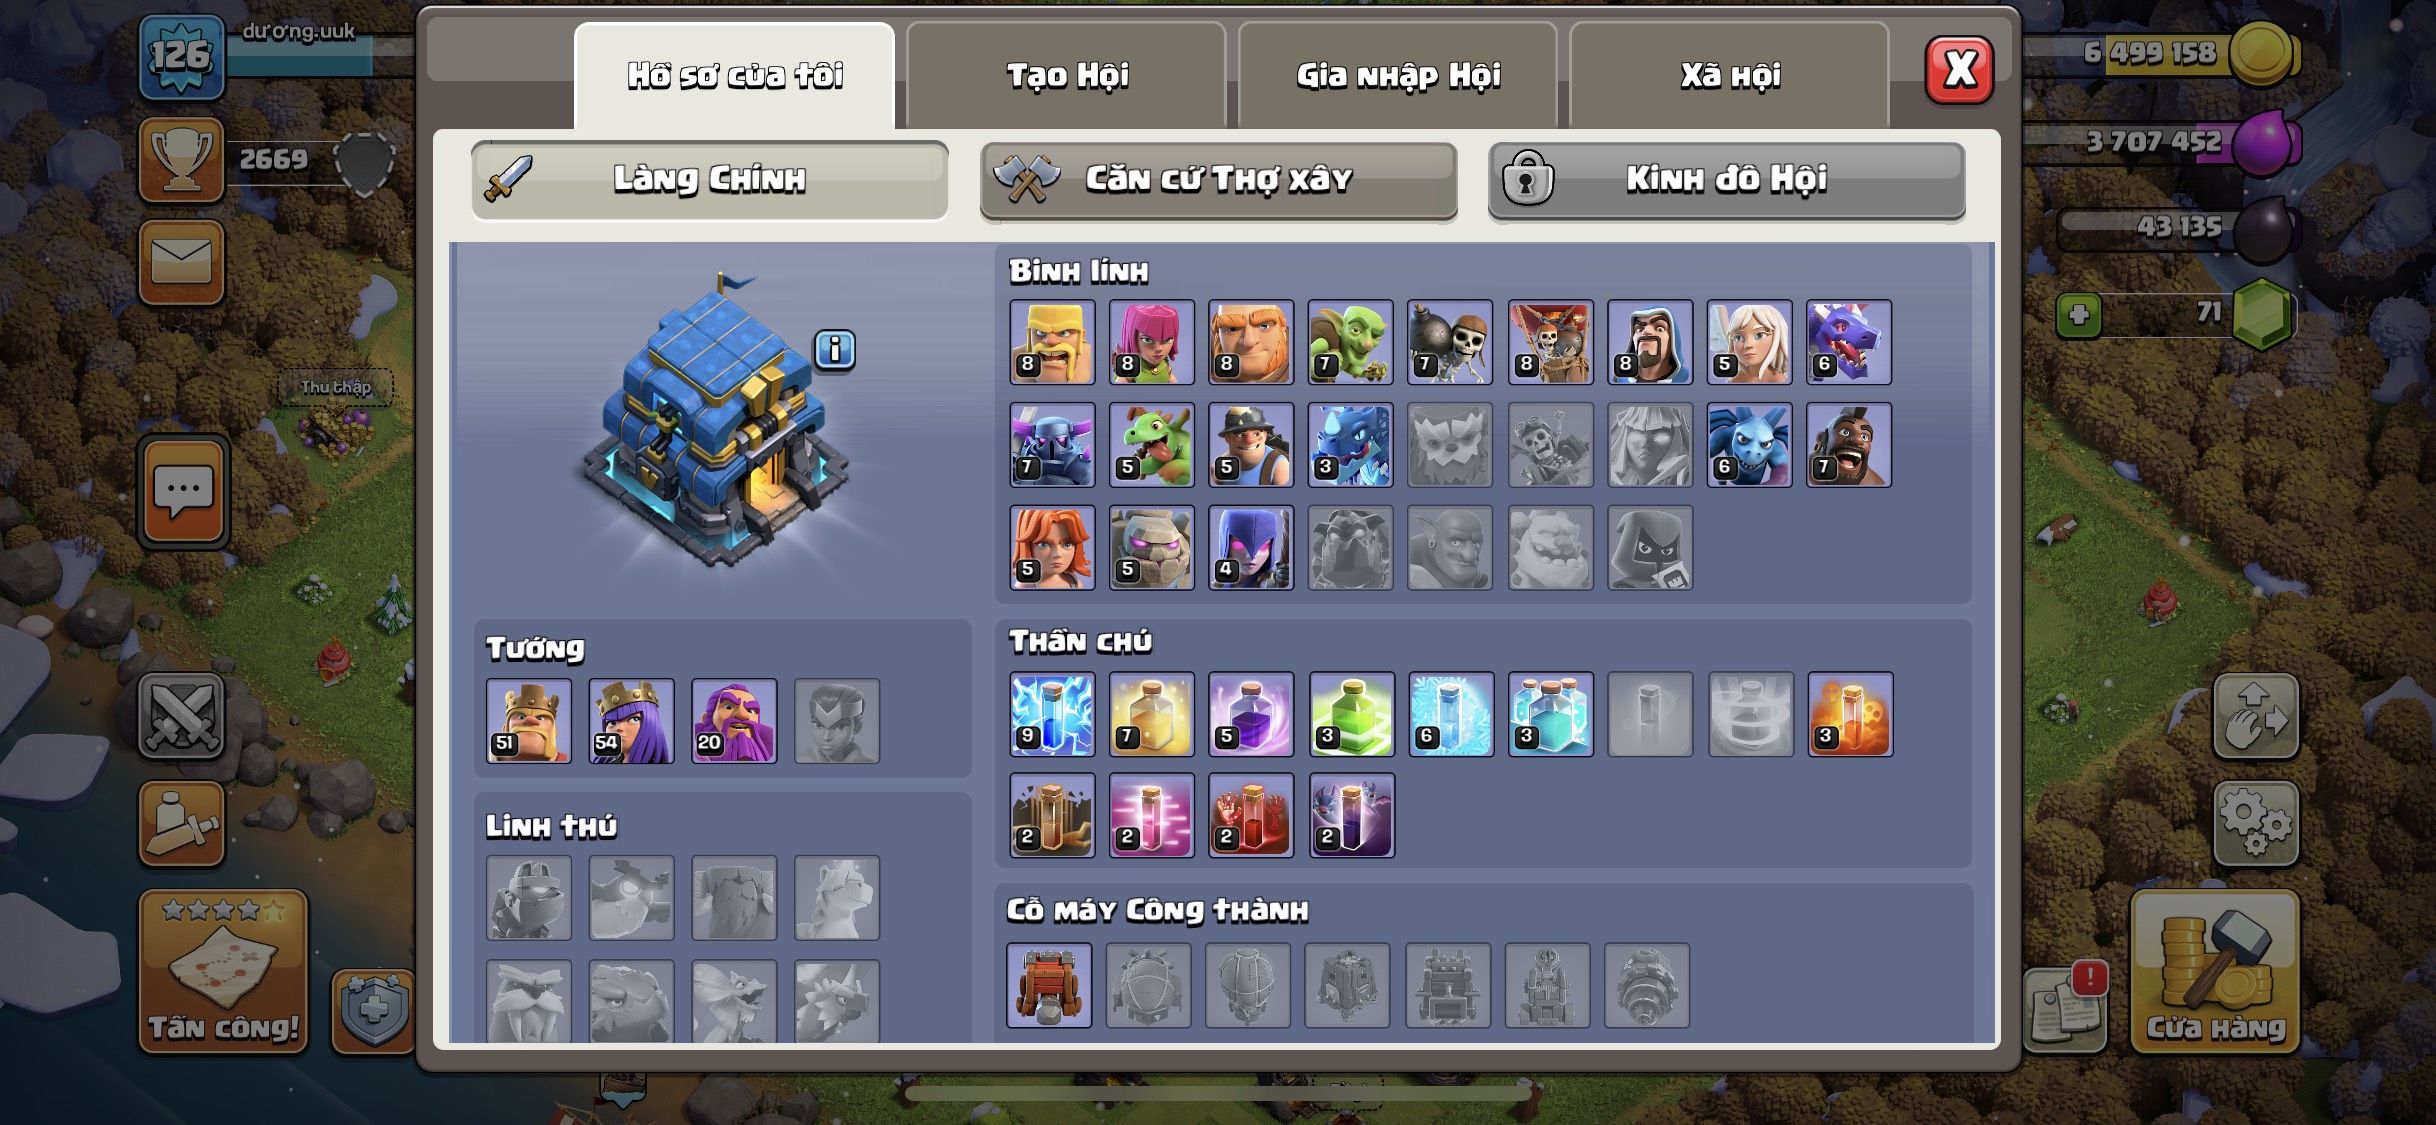 126
dương.uuk
2669
Thu thập
Tấn công!
Hồ sơ của tôi
Tạo Hội
Gia nhập Hội
Xã hội
X
Làng Chính
Căn cứ Thợ xây
Kinh đô Hội
i
Binh lính
8 8 8 7 7 8 8 5 6
7 5 5 3 6 7
5 5 4
Tướng
51 54 20
Linh thú
Thần chú
9 7 5 3 6 3 3
2 2 2 2
Cỗ máy Công thành
6 499 158
3 707 452
43 135
71
!
Cửa hàng